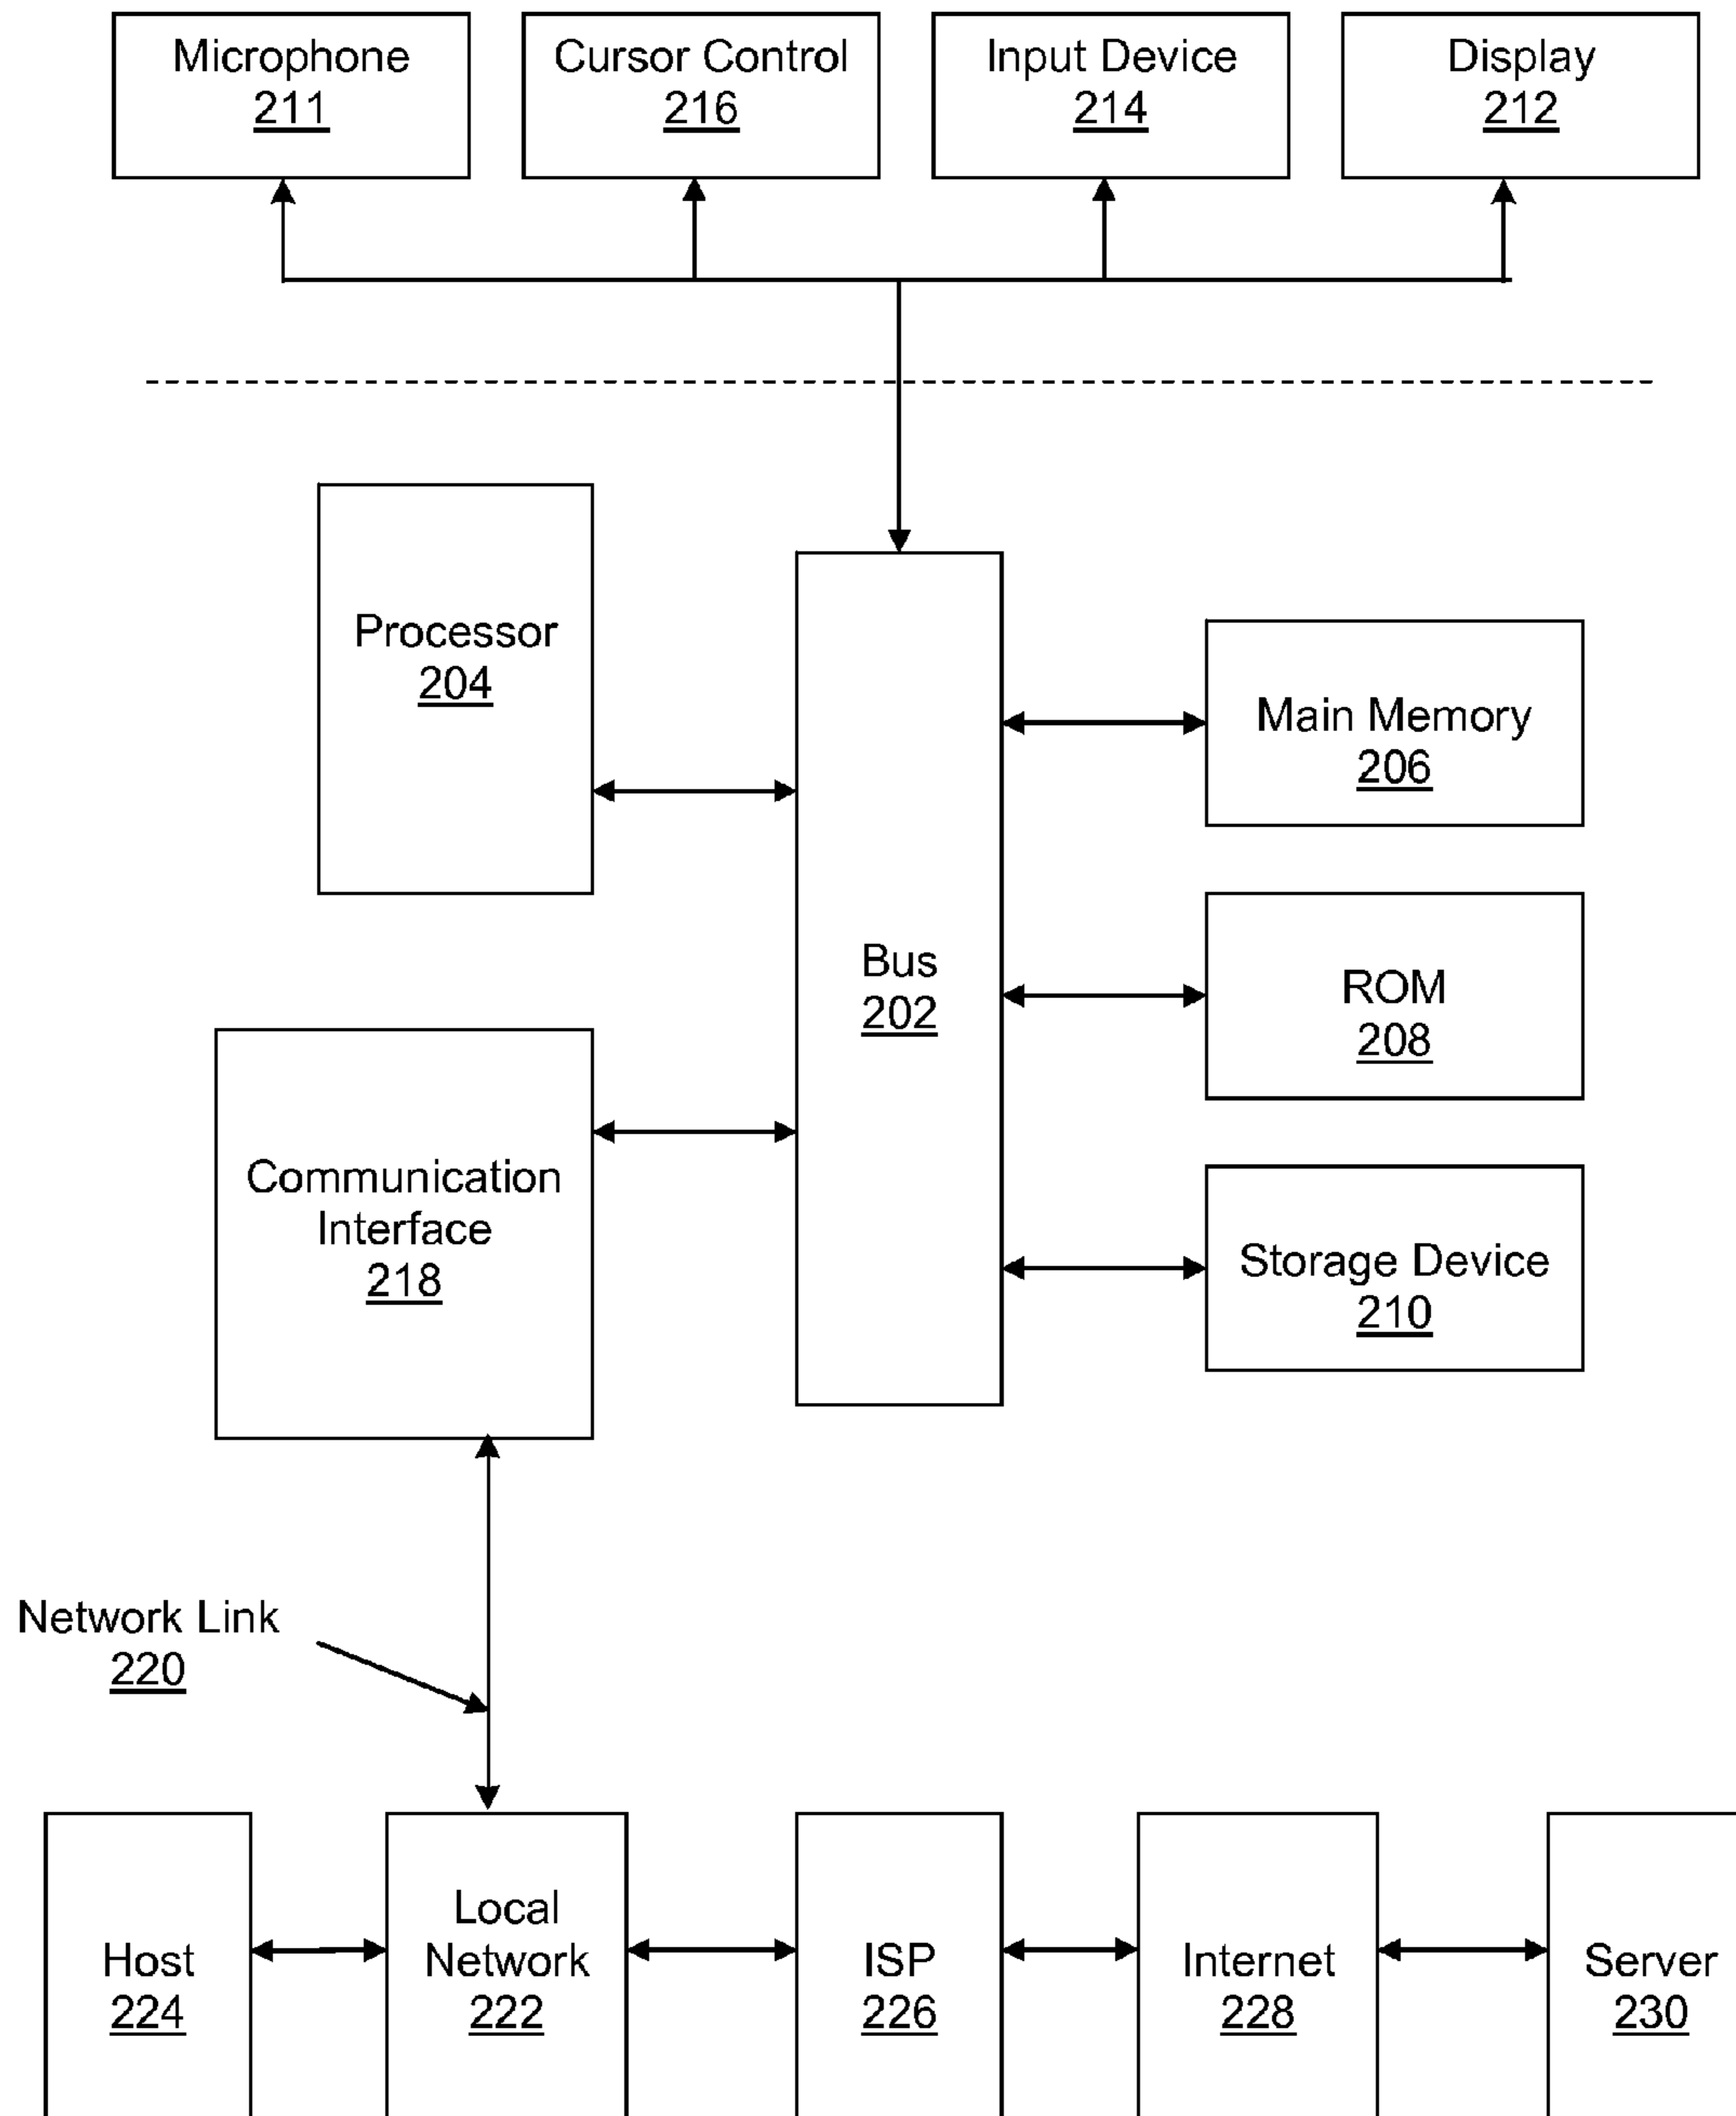 Microphone
211
Cursor Control
216
Input Device
214
Display
212
Processor
204
Main Memory
206
Bus
202
ROM
208
Communication
Interface
218
Storage Device
210
Network Link
220
Host
224
Local
Network
222
ISP
226
Internet
228
Server
230